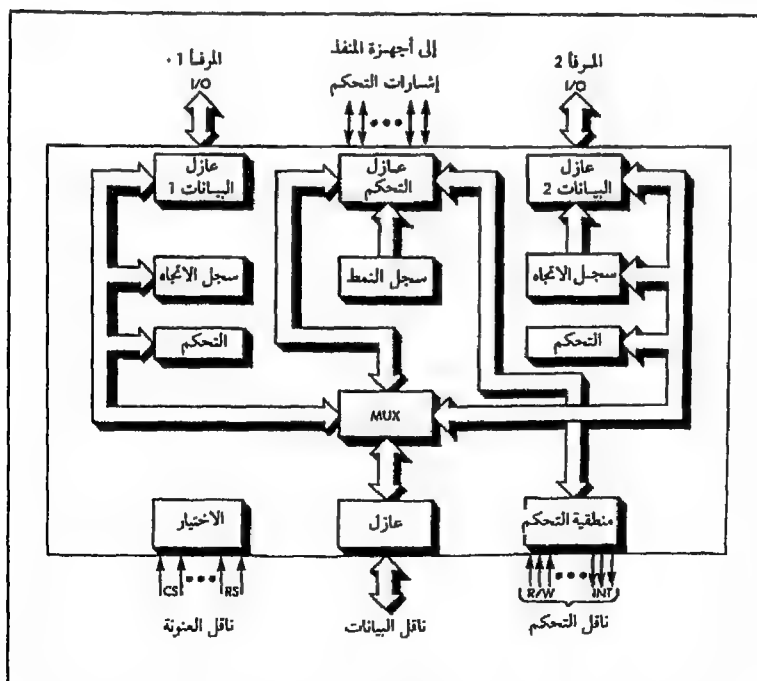 المرفأ 1
I/O
إلى أجهزة المنفذ
إشارات التحكم
المرفأ 2
I/O
عازل
البيانات 1
عازل
التحكم
عازل
البيانات 2
سجل الاتجاه
سجل النمط
سجل الاتجاه
التحكم
التحكم
MUX
الاختيار
عازل
منطقية التحكم
CS
RS
R/W
INT
ناقل العنونة
ناقل البيانات
ناقل التحكم